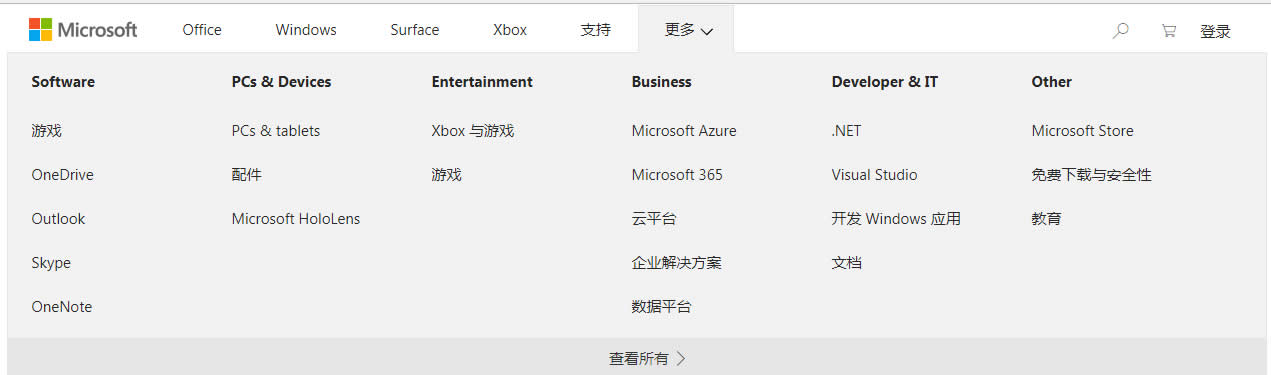 Microsoft Office Windows Surface Xbox 支持 更多 登录
Software PCs & Devices Entertainment Business Developer & IT Other
游戏 PCs & tablets Xbox 与游戏 Microsoft Azure .NET Microsoft Store
OneDrive 配件 游戏 Microsoft 365 Visual Studio 免费下载与安全性
Outlook Microsoft HoloLens 云平台 开发 Windows 应用 教育
Skype 企业解决方案 文档
OneNote 数据平台
查看所有